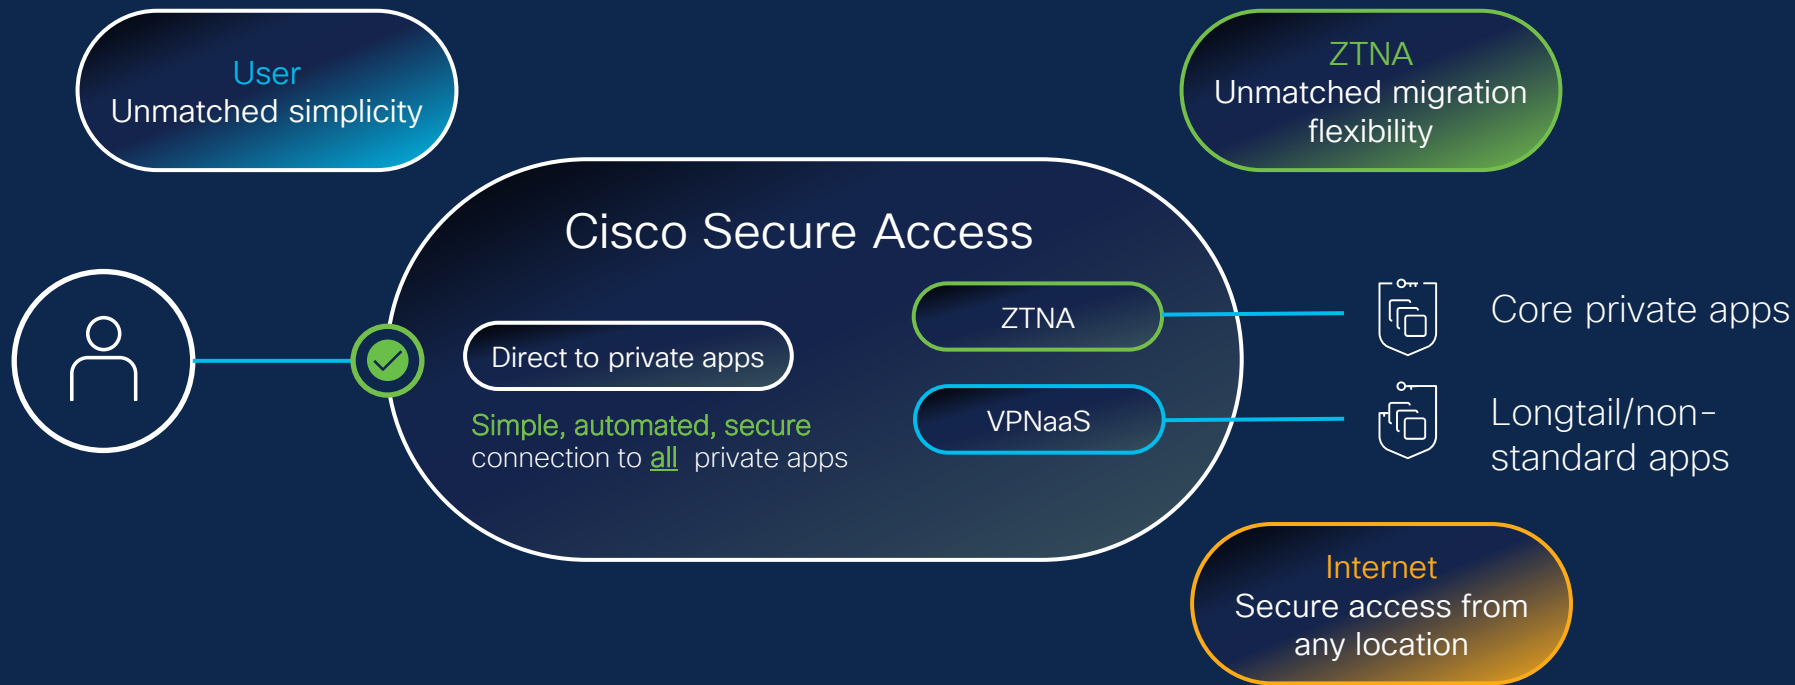 User
Unmatched simplicity
ZTNA
Unmatched migration
flexibility
Cisco Secure Access
Direct to private apps
Simple, automated, secure
connection to all private apps
ZTNA
VPNaaS
Core private apps
Longtail/non-
standard apps
Internet
Secure access from
any location